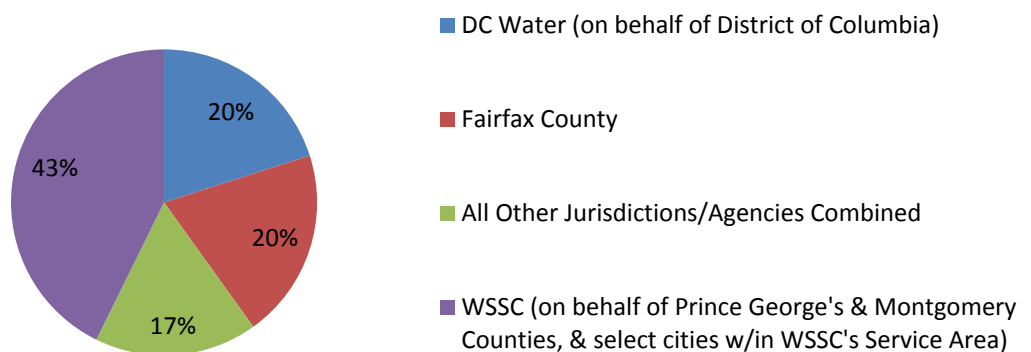 DC Water (on behalf of District of Columbia)
Fairfax County
All Other Jurisdictions/Agencies Combined
WSSC (on behalf of Prince George's & Montgomery
Counties, & select cities w/in WSSC's Service Area)
20%
20%
17%
43%